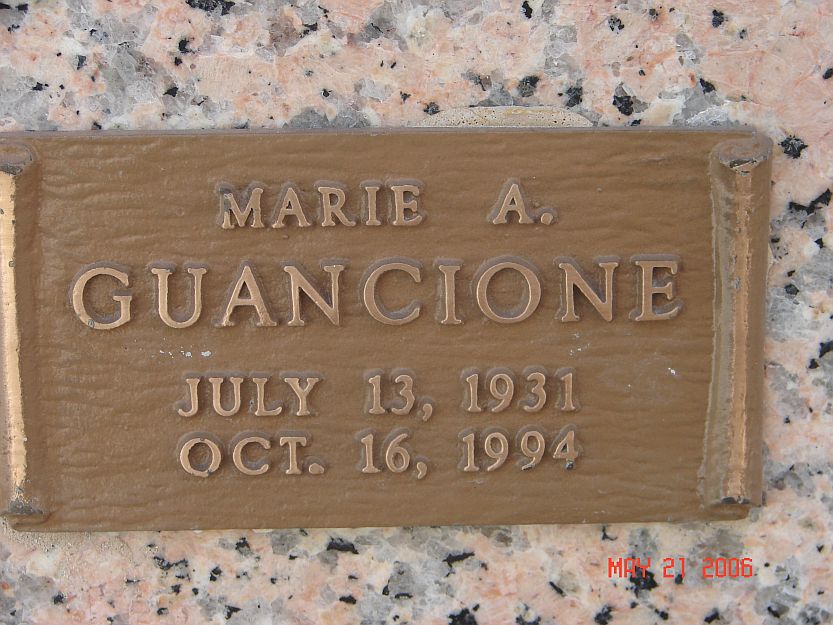 MARIE A.
GUANCIONE
JULY 13, 1931
OCT. 16, 1994
MAY 21 2006